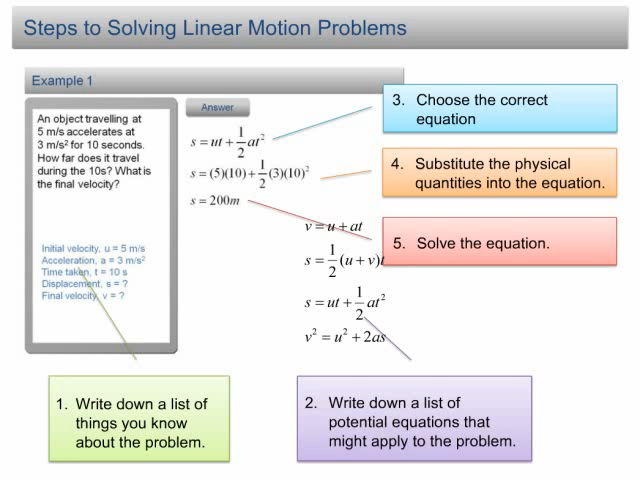 Steps to Solving Linear Motion Problems
Example 1
An object travelling at
5 m/s accelerates at
3 m/s² for 10 seconds.
How far does it travel
during the 10s? What is
the final velocity?
Initial velocity, u = 5 m/s
Acceleration, a = 3 m/s²
Time taken, t = 10 s
Displacement, s = ?
Final velocity, v = ?
Answer
s = ut + 1/2 at²
s = (5)(10) + 1/2 (3)(10)²
s = 200m
v = u + at
s = 1/2 (u + v)t
s = ut + 1/2 at²
v² = u² + 2as
3. Choose the correct
equation
4. Substitute the physical
quantities into the equation.
5. Solve the equation.
1. Write down a list of
things you know
about the problem.
2. Write down a list of
potential equations that
might apply to the problem.